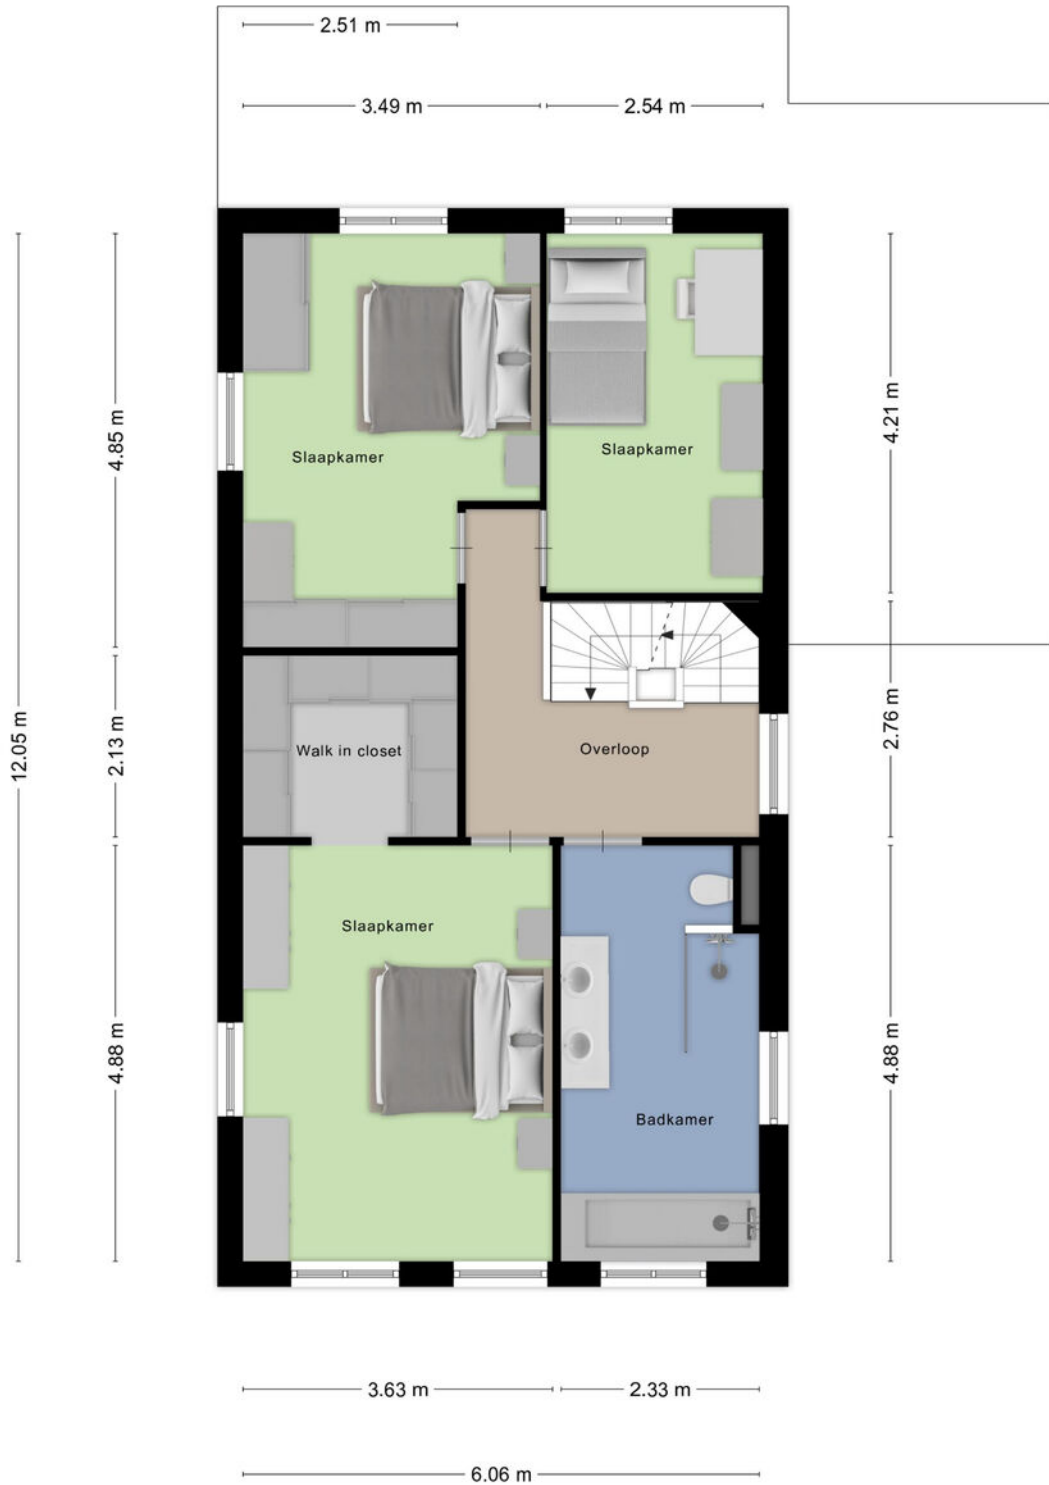 2.51 m
3.49 m
2.54 m
4.85 m
4.21 m
Slaapkamer
Slaapkamer
12.05 m
2.13 m
2.76 m
Walk in closet
Overloop
Slaapkamer
4.88 m
4.88 m
Badkamer
3.63 m
2.33 m
6.06 m